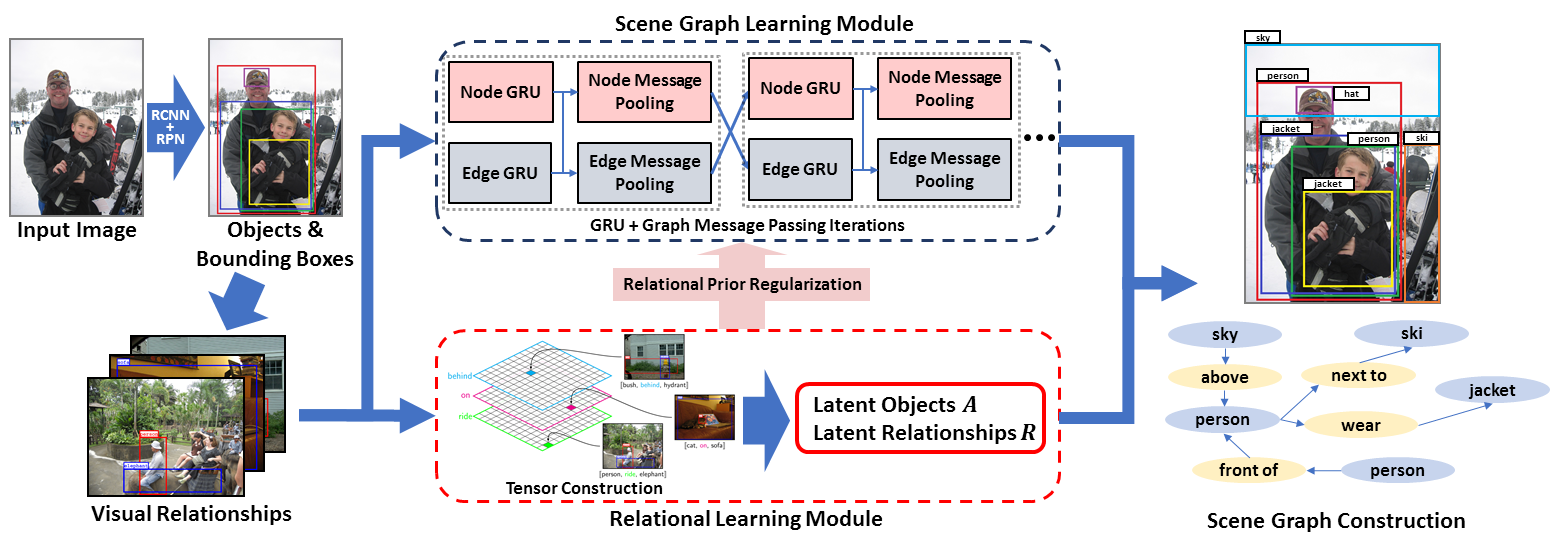 Scene Graph Learning Module
Input Image
RCNN
+
RPN
Objects &
Bounding Boxes
Node GRU
Node Message
Pooling
Edge GRU
Edge Message
Pooling
Node GRU
Node Message
Pooling
Edge GRU
Edge Message
Pooling
GRU + Graph Message Passing Iterations
Relational Prior Regularization
Visual Relationships
sofa
person
elephant
behind
on
ride
[bush, behind, hydrant]
[cat, on, sofa]
[person, ride, elephant]
Tensor Construction
Latent Objects A
Latent Relationships R
Relational Learning Module
sky
person
hat
jacket
person
ski
jacket
sky
ski
above
next to
jacket
person
wear
front of
person
Scene Graph Construction